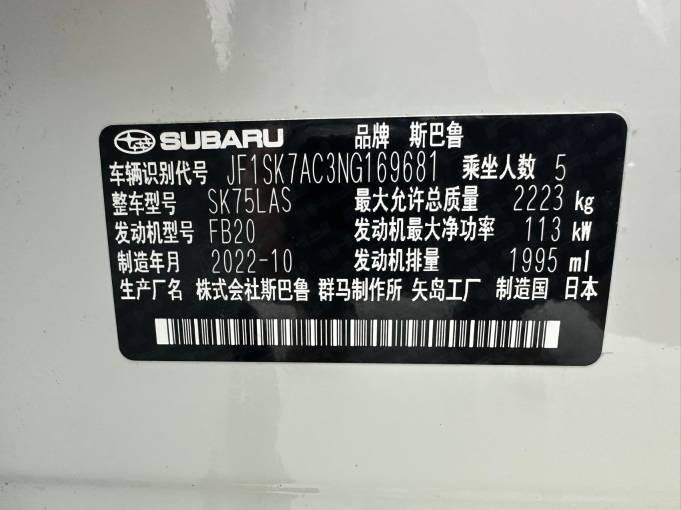 SUBARU 品牌 斯巴鲁
车辆识别代号 JF1SK7AC3NG169681 乘坐人数 5
整车型号 SK75LAS 最大允许总质量 2223 kg
发动机型号 FB20 发动机最大净功率 113 kW
制造年月 2022-10 发动机排量 1995 ml
生产厂名 株式会社斯巴鲁 群马制作所 矢岛工厂 制造国 日本